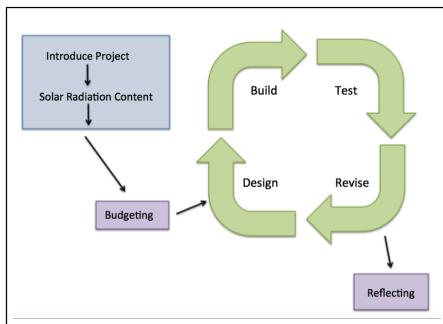 Introduce Project
Solar Radiation Content
Build
Test
Design
Revise
Budgeting
Reflecting